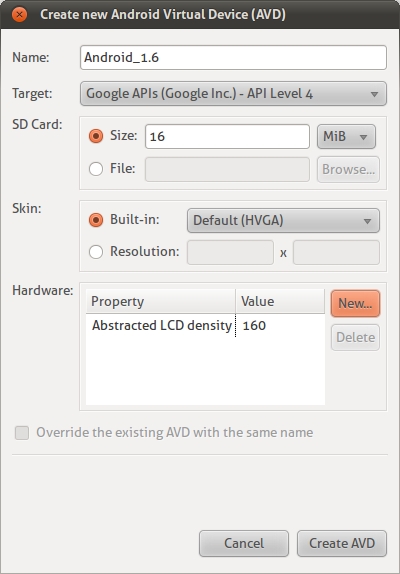 Create new Android Virtual Device (AVD)
Name: Android_1.6
Target: Google APIs (Google Inc.) - API Level 4
SD Card:
Size: 16 MiB
File: Browse...
Skin:
Built-in: Default (HVGA)
Resolution: x
Hardware:
Property Value New...
Abstracted LCD density 160
Delete
Override the existing AVD with the same name
Cancel Create AVD